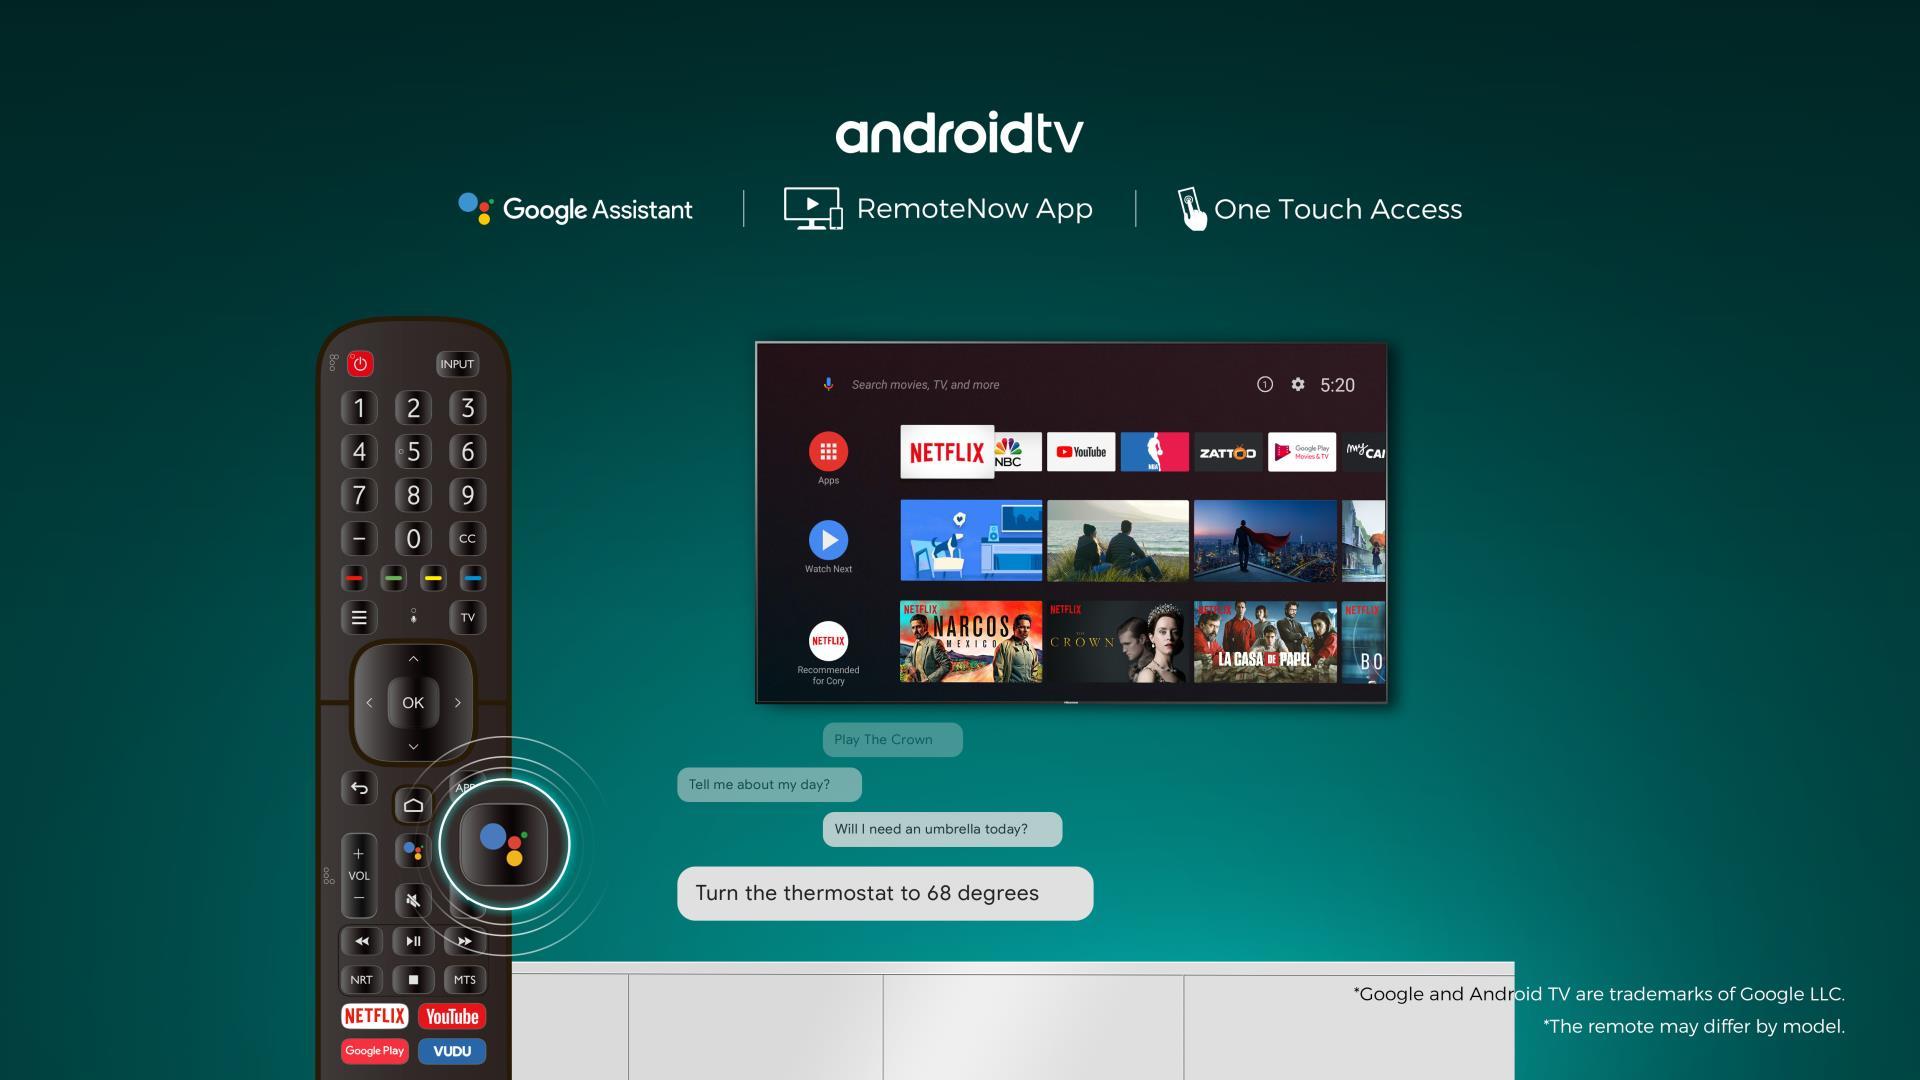 androidtv
Google Assistant
RemoteNow App
One Touch Access
INPUT
1 2 3
4 5 6
7 8 9
0 CC
TV
OK
VOL
NRT MTS
NETFLIX YouTube
Google Play VUDU
Search movies, TV, and more
1 5:20
Apps
NETFLIX NBC YouTube NBA ZATTOO Google Play Movies & TV my
Watch Next
NETFLIX
Recommended
for Cory
NETFLIX
NARCOS
MEXICO
NETFLIX
THE
CROWN
NETFLIX
LA CASA DE PAPEL
NETFLIX
BO
Hisense
Play The Crown
Tell me about my day?
Will I need an umbrella today?
Turn the thermostat to 68 degrees
*Google and Android TV are trademarks of Google LLC.
*The remote may differ by model.